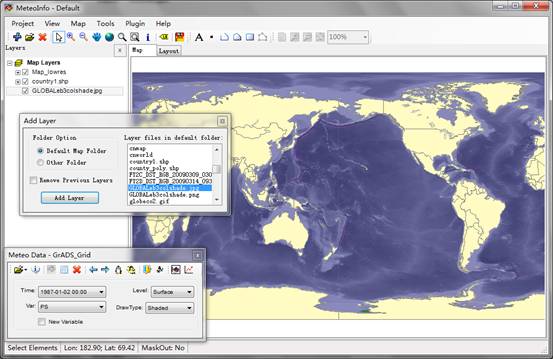 MeteoInfo - Default
Project View Map Tools Plugin Help
100%
Layers
Map Layout
Map Layers
Map_lowres
country1.shp
GLOBALeb3colshade.jpg
Add Layer
Folder Option
Default Map Folder
Other Folder
Remove Previous Layers
Add Layer
Layer files in default folder:
cnmap
cnworld
country1.shp
county_poly.shp
FY2C_DST_RGB_20090309_030
FY2D_DST_RGB_20090314_093
GLOBALeb3colshade.jpg
GLOBALeb3colshade.png
globeco2.gif
Meteo Data - GrADS_Grid
Time: 1987-01-02 00:00
Level: Surface
Var: PS
DrawType: Shaded
New Variable
Select Elements Lon: 182.90; Lat: 69.42 MaskOut: No